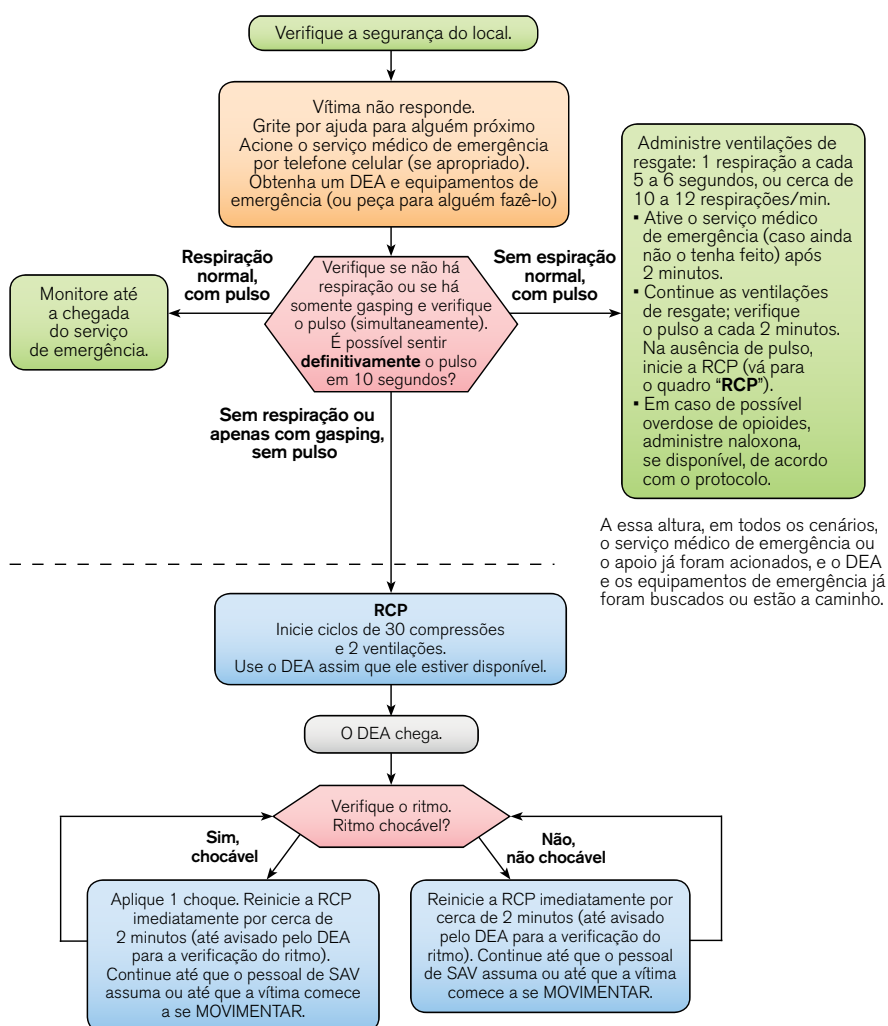 Verifique a segurança do local.
Vítima não responde.
Grite por ajuda para alguém próximo
Acione o serviço médico de emergência
por telefone celular (se apropriado).
Obtenha um DEA e equipamentos de
emergência (ou peça para alguém fazê-lo)
Respiração
normal,
com pulso
Monitore até
a chegada
do serviço
de emergência.
Verifique se não há
respiração ou se há
somente gasping e verifique
o pulso (simultaneamente).
É possível sentir
definitivamente o pulso
em 10 segundos?
Sem espiração
normal,
com pulso
Administre ventilações de
resgate: 1 respiração a cada
5 a 6 segundos, ou cerca de
10 a 12 respirações/min.
▪ Ative o serviço médico
de emergência (caso ainda
não o tenha feito) após
2 minutos.
▪ Continue as ventilações
de resgate; verifique
o pulso a cada 2 minutos.
Na ausência de pulso,
inicie a RCP (vá para
o quadro “RCP”).
▪ Em caso de possível
overdose de opioides,
administre naloxona,
se disponível, de acordo
com o protocolo.
Sem respiração ou
apenas com gasping,
sem pulso
A essa altura, em todos os cenários,
o serviço médico de emergência ou
o apoio já foram acionados, e o DEA
e os equipamentos de emergência já
foram buscados ou estão a caminho.
RCP
Inicie ciclos de 30 compressões
e 2 ventilações.
Use o DEA assim que ele estiver disponível.
O DEA chega.
Verifique o ritmo.
Ritmo chocável?
Sim,
chocável
Não,
não chocável
Aplique 1 choque. Reinicie a RCP
imediatamente por cerca de
2 minutos (até avisado pelo DEA
para a verificação do ritmo).
Continue até que o pessoal de SAV
assuma ou até que a vítima comece
a se MOVIMENTAR.
Reinicie a RCP imediatamente por
cerca de 2 minutos (até avisado
pelo DEA para a verificação do
ritmo). Continue até que o pessoal
de SAV assuma ou até que a vítima
comece a se MOVIMENTAR.